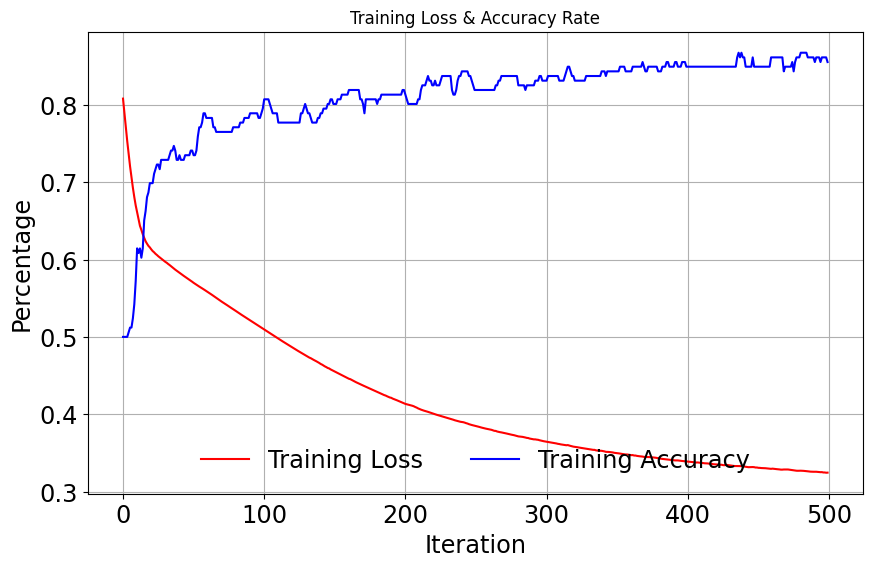 Training Loss & Accuracy Rate
Percentage
0.8
0.7
0.6
0.5
0.4
0.3
Training Loss Training Accuracy
0 100 200 300 400 500
Iteration